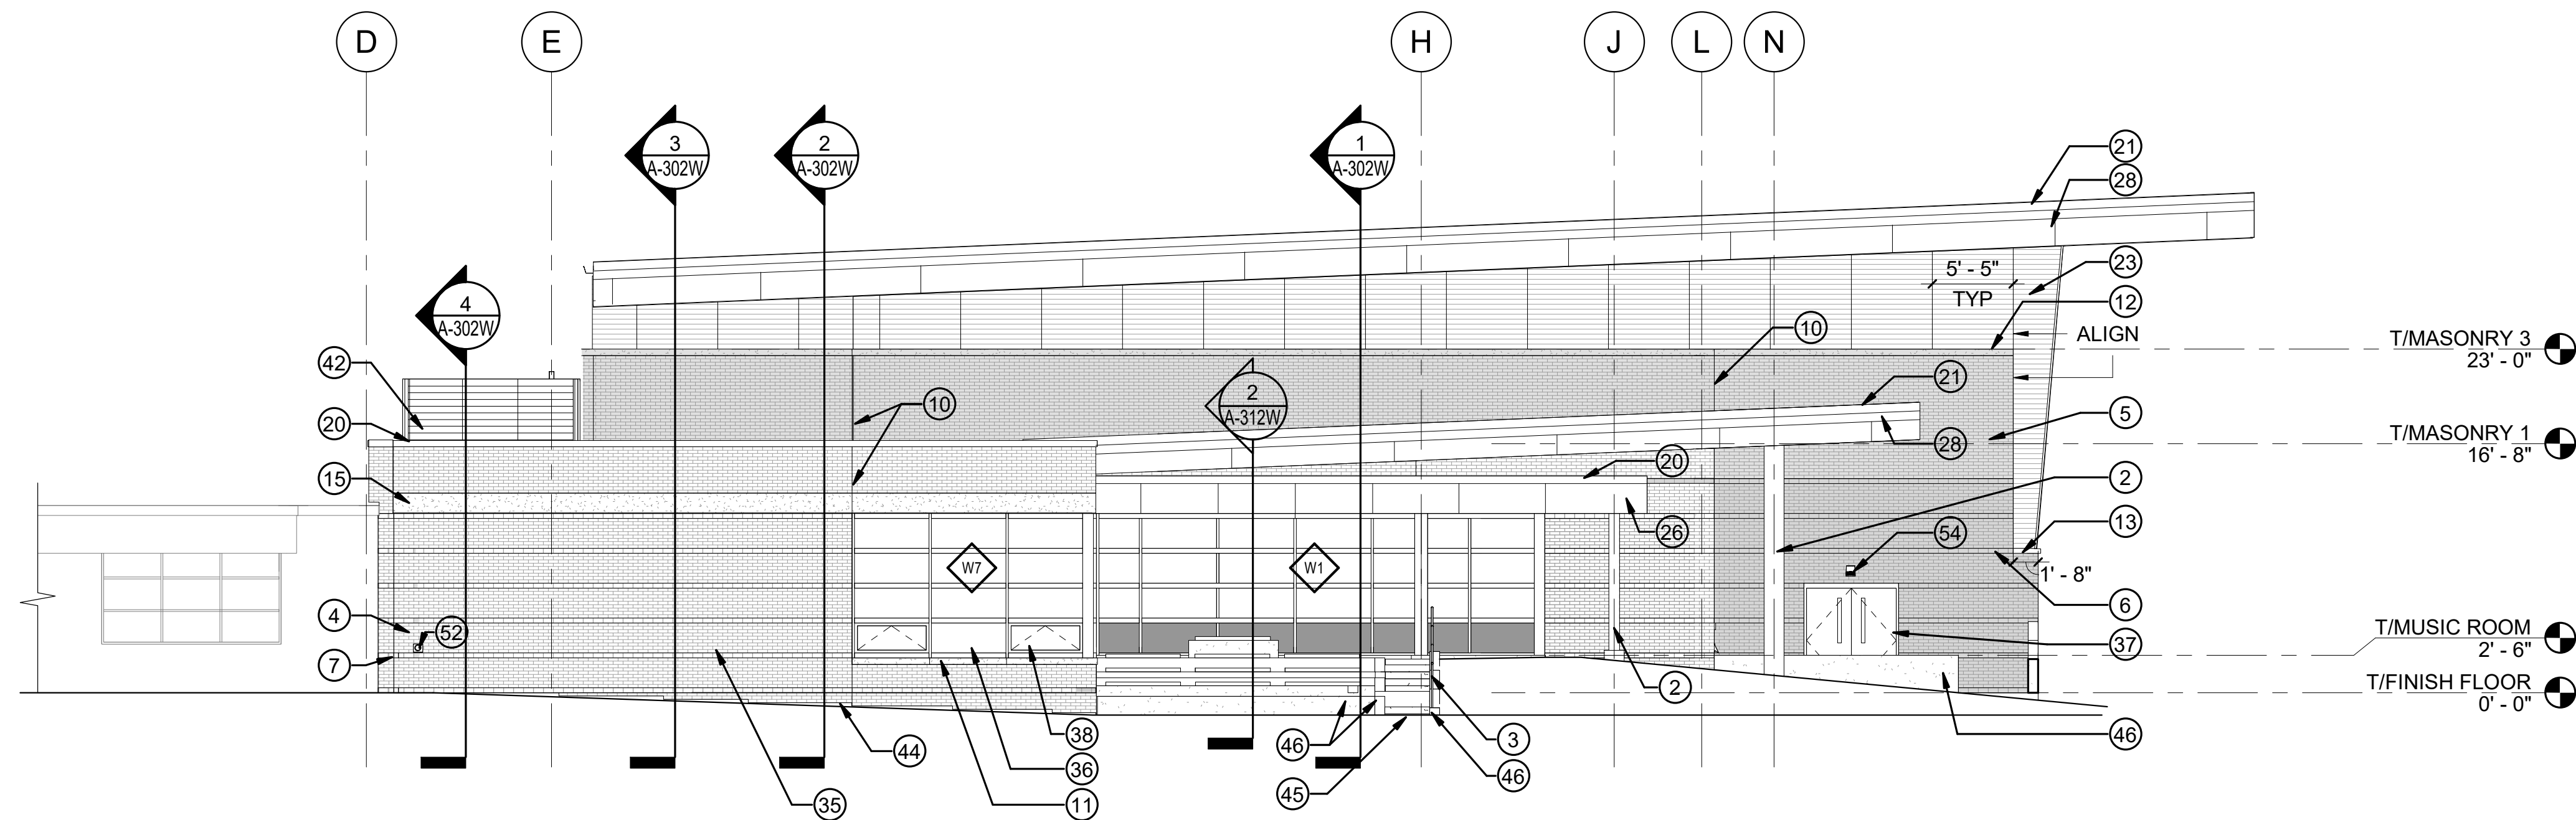 D E H J L N
3
A-302W
2
A-302W
1
A-302W
21
28
4
A-302W
23
5' - 5"
TYP
12
10
ALIGN
T/MASONRY 3
23' - 0"
42
2
A-312W
21
10
5
20
28
T/MASONRY 1
16' - 8"
15
20
2
13
26
54
W7
W1
1' - 8"
4
52
6
7
37
T/MUSIC ROOM
2' - 6"
2
T/FINISH FLOOR
0' - 0"
44
38
46
3
46
36
46
35
11
45